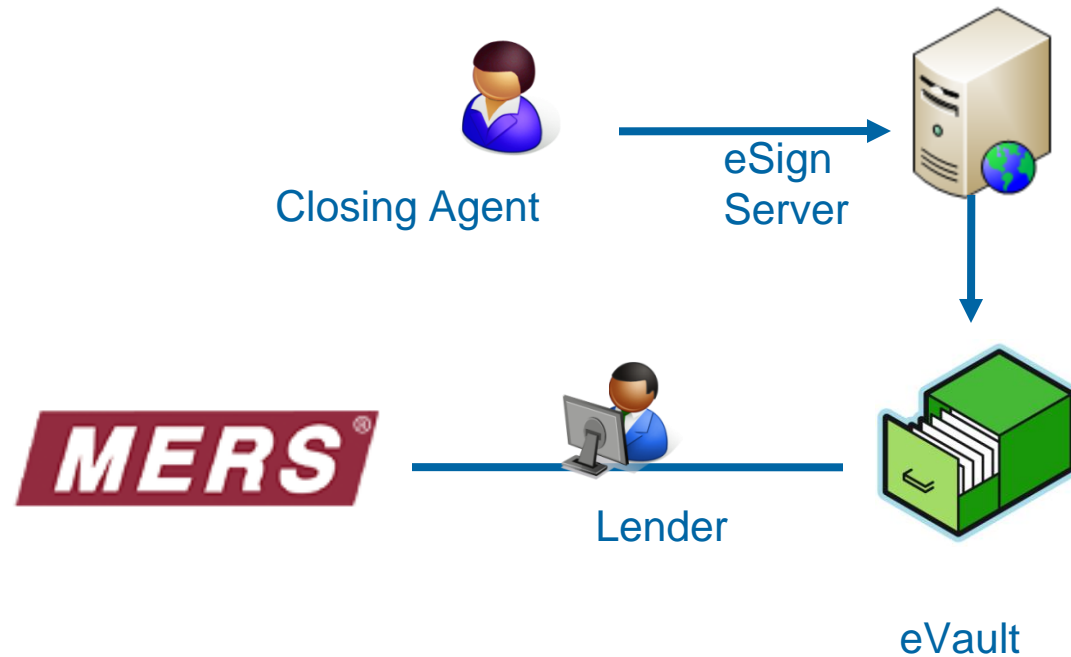 Closing Agent
eSign
Server
MERS®
Lender
eVault